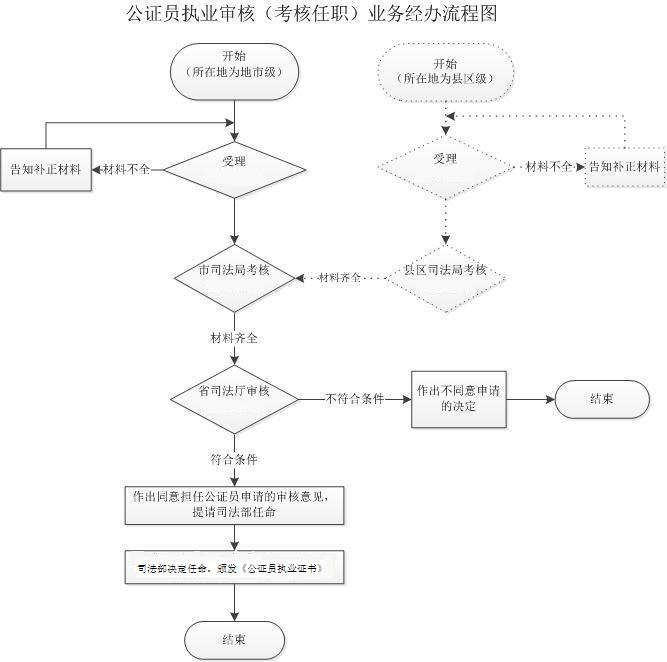 公证员执业审核（考核任职）业务经办流程图
开始
（所在地为地市级）
开始
（所在地为县区级）
受理
材料不全
告知补正材料
受理
材料不全
告知补正材料
市司法局考核
材料齐全
县区司法局考核
材料齐全
省司法厅审核
不符合条件
作出不同意申请
的决定
结束
符合条件
作出同意担任公证员申请的审核意见，
提请司法部任命
司法部决定任命，颁发《公证员执业证书》
结束